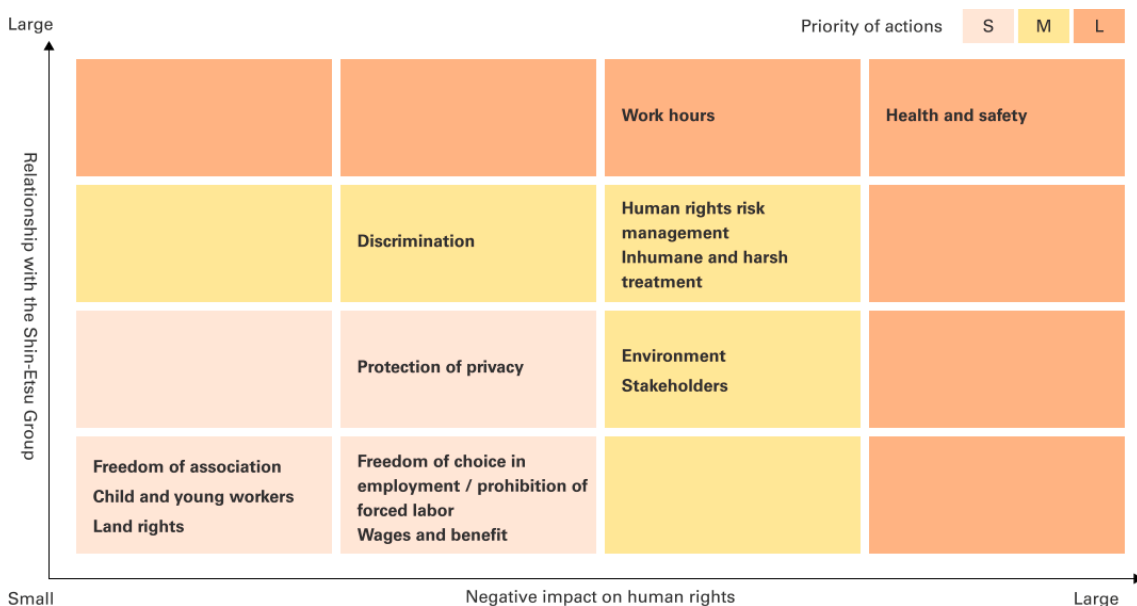 Large
Priority of actions S M L
Work hours
Health and safety
Relationship with the Shin-Etsu Group
Discrimination
Human rights risk
management
Inhumane and harsh
treatment
Protection of privacy
Environment
Stakeholders
Freedom of association
Child and young workers
Land rights
Freedom of choice in
employment / prohibition of
forced labor
Wages and benefit
Small
Negative impact on human rights
Large